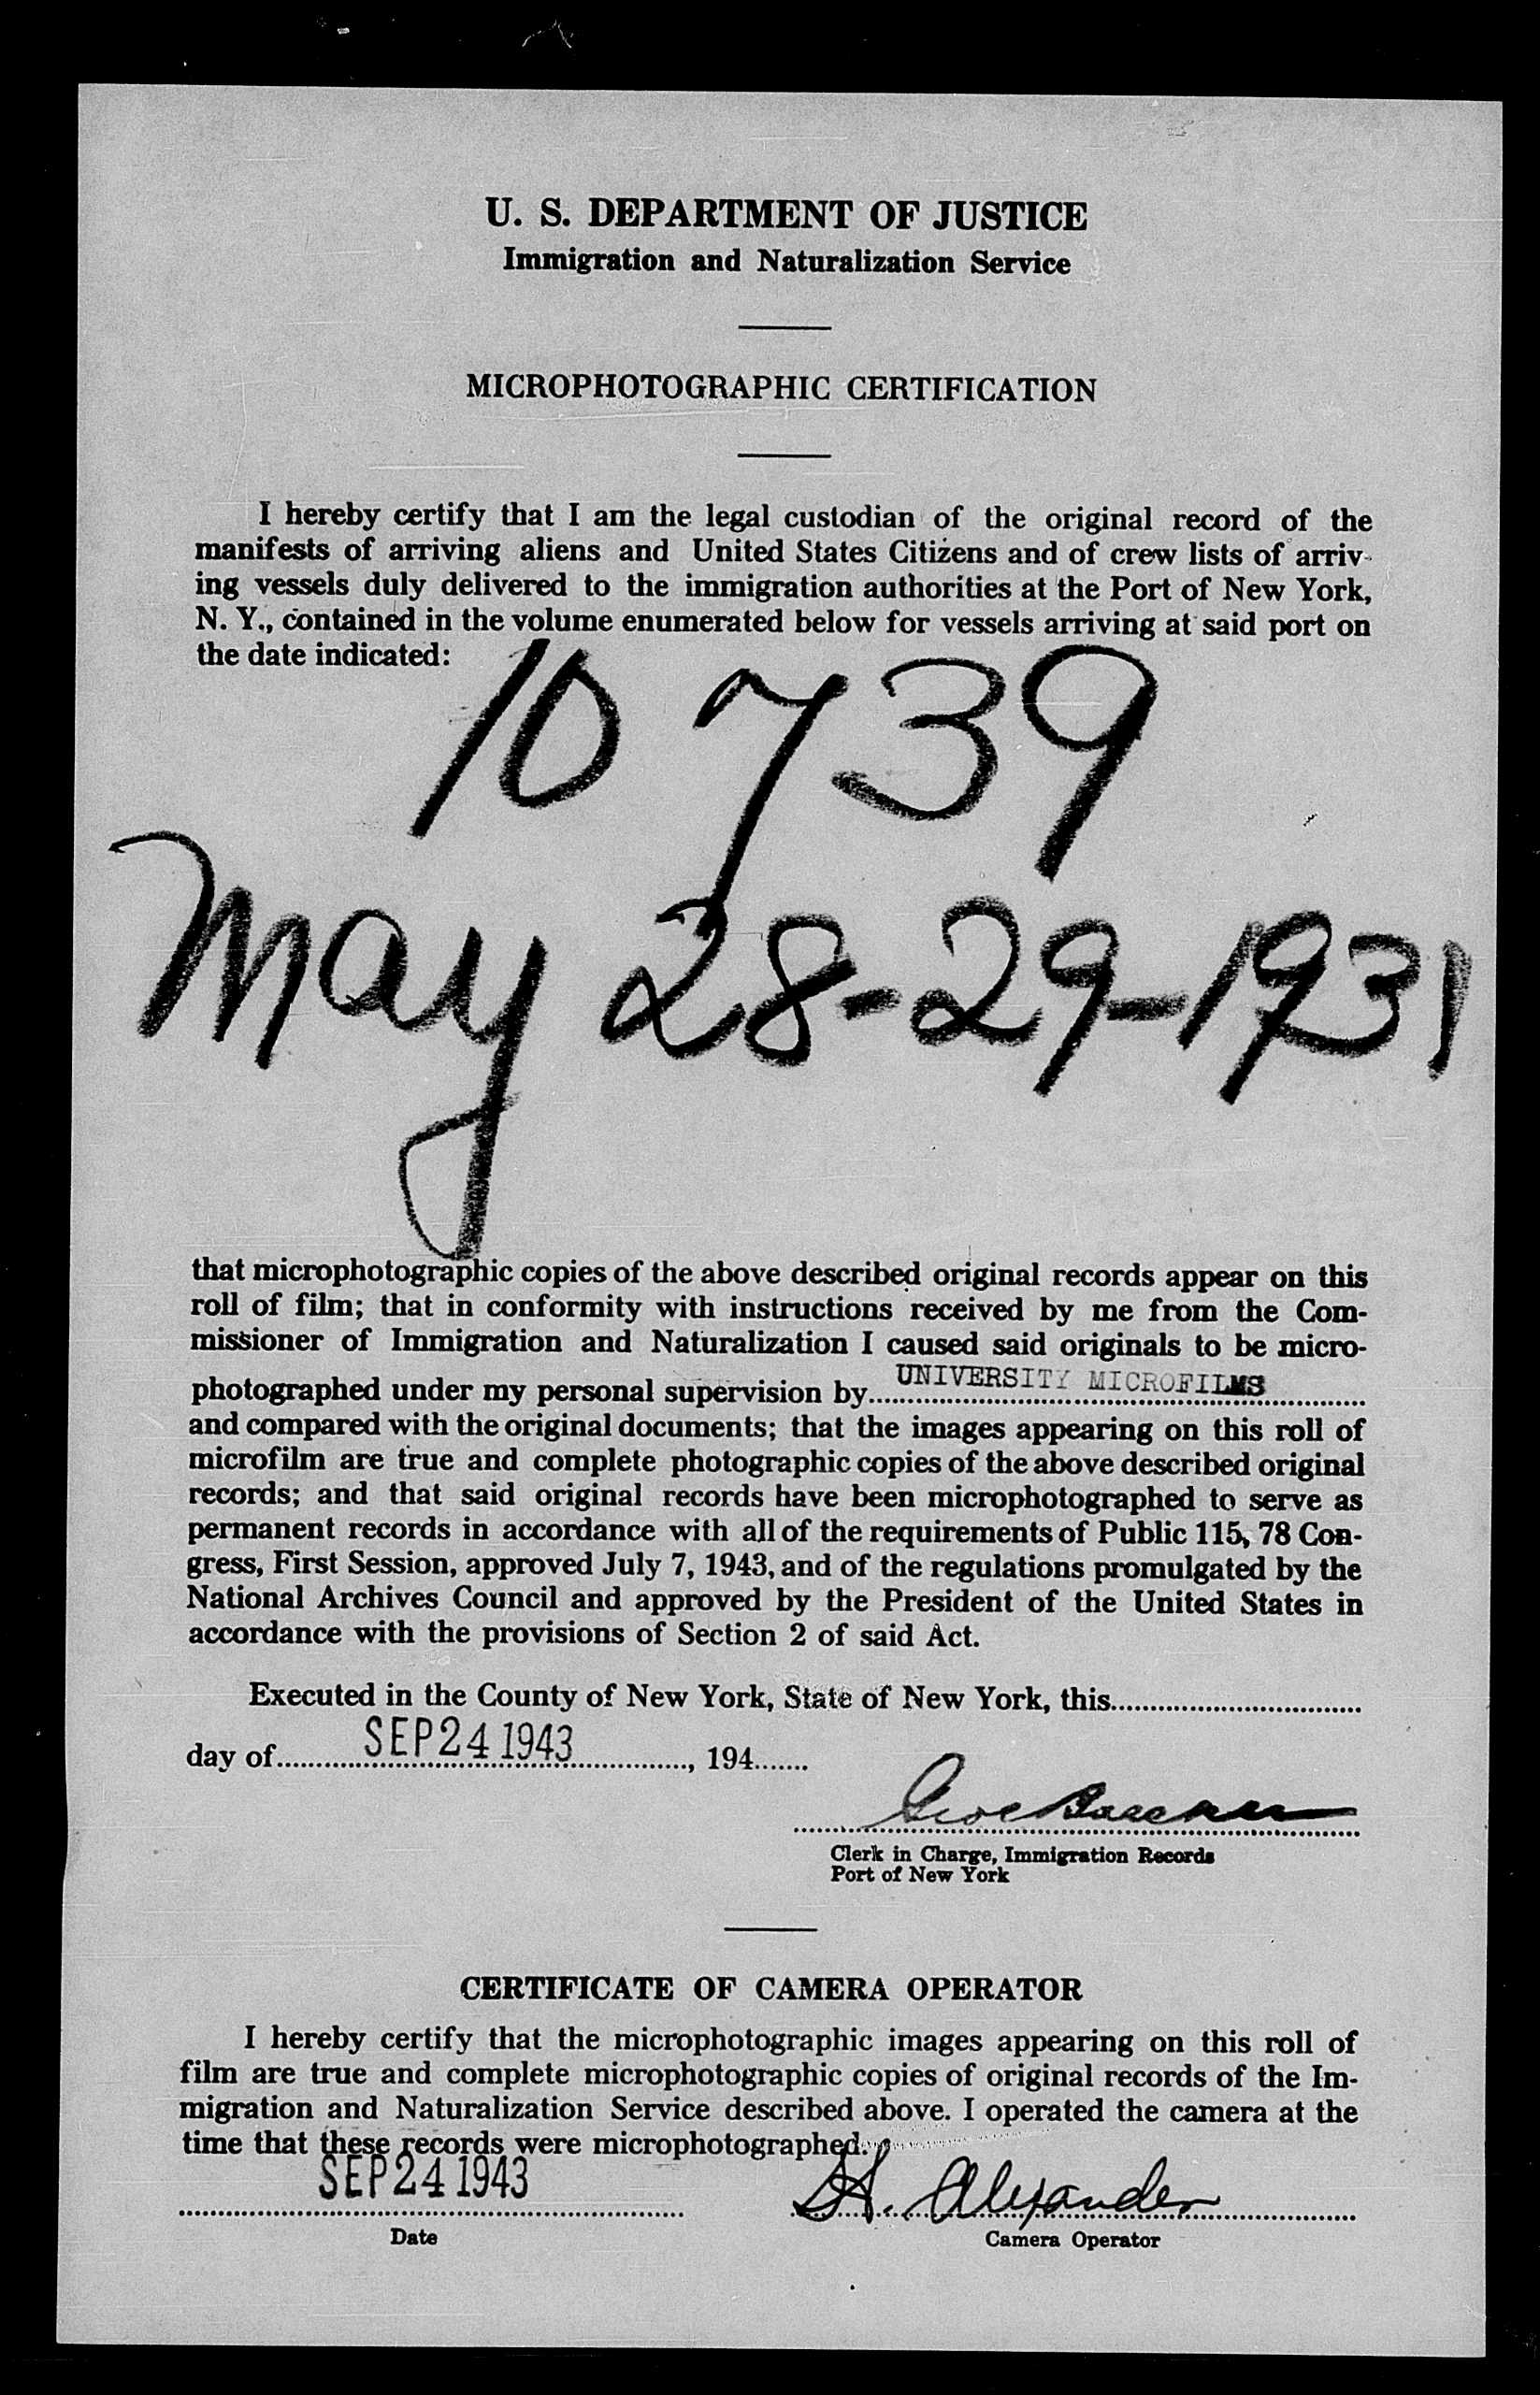 U. S. DEPARTMENT OF JUSTICE
Immigration and Naturalization Service
MICROPHOTOGRAPHIC CERTIFICATION
I hereby certify that I am the legal custodian of the original record of the
manifests of arriving aliens and United States Citizens and of crew lists of arriv-
ing vessels duly delivered to the immigration authorities at the Port of New York,
N. Y., contained in the volume enumerated below for vessels arriving at said port on
the date indicated:
10739
May 28-29-1931
that microphotographic copies of the above described original records appear on this
roll of film; that in conformity with instructions received by me from the Com-
missioner of Immigration and Naturalization I caused said originals to be micro-
photographed under my personal supervision by UNIVERSITY MICROFILMS
and compared with the original documents; that the images appearing on this roll of
microfilm are true and complete photographic copies of the above described original
records; and that said original records have been microphotographed to serve as
permanent records in accordance with all of the requirements of Public 115, 78 Con-
gress, First Session, approved July 7, 1943, and of the regulations promulgated by the
National Archives Council and approved by the President of the United States in
accordance with the provisions of Section 2 of said Act.
Executed in the County of New York, State of New York, this
day of SEP 24 1943, 194
Clerk in Charge, Immigration Records
Port of New York
CERTIFICATE OF CAMERA OPERATOR
I hereby certify that the microphotographic images appearing on this roll of
film are true and complete microphotographic copies of original records of the Im-
migration and Naturalization Service described above. I operated the camera at the
time that these records were microphotographed.
SEP 24 1943 Alexander
Date Camera Operator